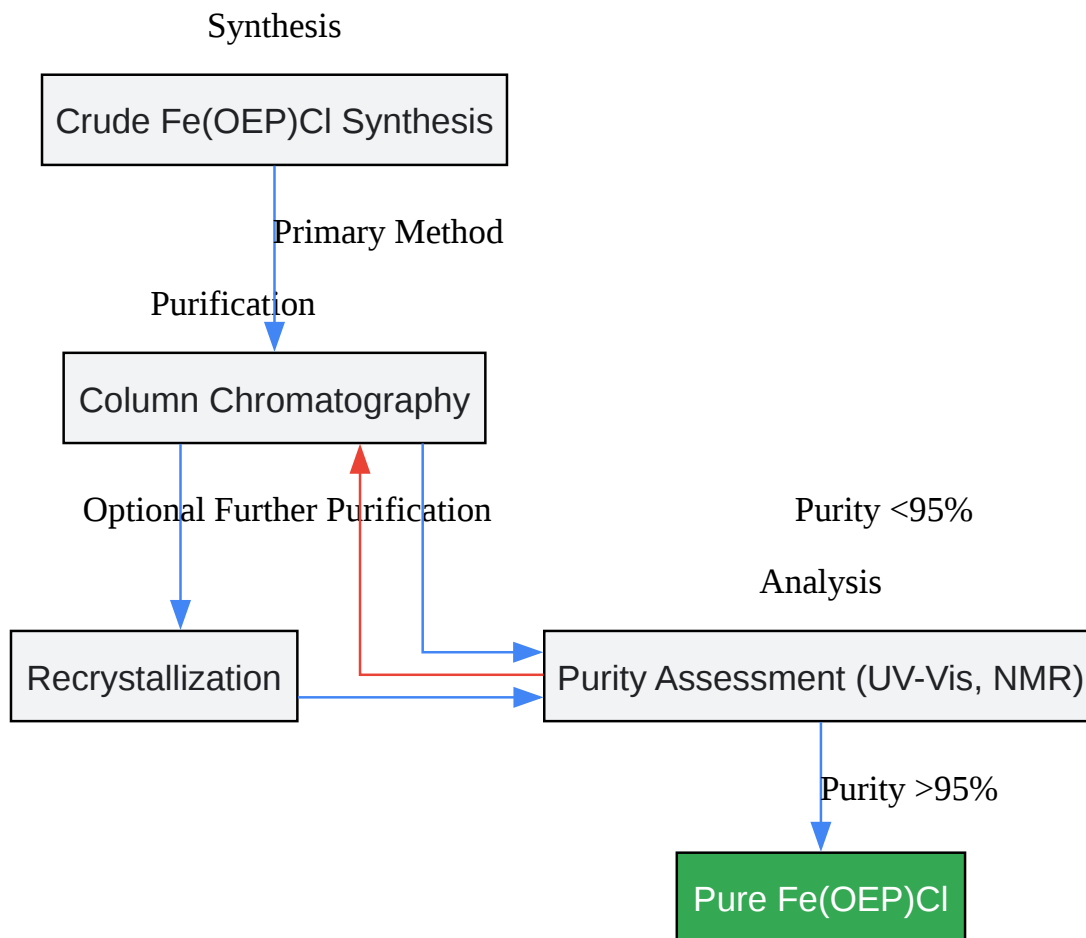 Synthesis
Crude Fe(OEP)Cl Synthesis
Primary Method
Purification
Column Chromatography
Optional Further Purification
Purity <95%
Analysis
Recrystallization
Purity Assessment (UV-Vis, NMR)
Purity >95%
Pure Fe(OEP)Cl